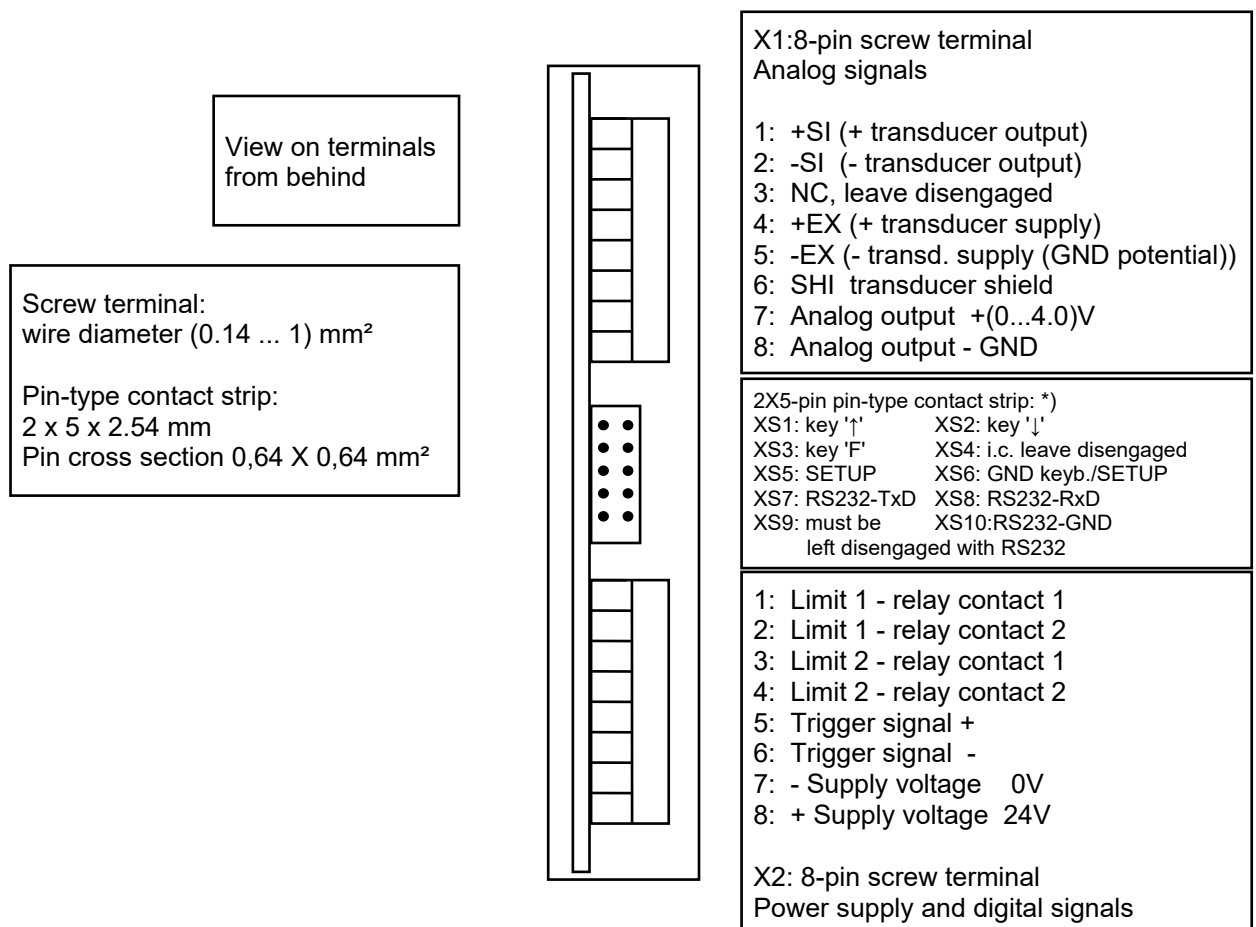 View on terminals
from behind
Screw terminal:
wire diameter (0.14 ... 1) mm²
Pin-type contact strip:
2 x 5 x 2.54 mm
Pin cross section 0,64 X 0,64 mm²
X1:8-pin screw terminal
Analog signals
1: +SI (+ transducer output)
2: -SI (- transducer output)
3: NC, leave disengaged
4: +EX (+ transducer supply)
5: -EX (- transd. supply (GND potential))
6: SHI transducer shield
7: Analog output +(0...4.0)V
8: Analog output - GND
2X5-pin pin-type contact strip: *)
XS1: key '↑' XS2: key '↓'
XS3: key 'F' XS4: i.c. leave disengaged
XS5: SETUP XS6: GND keyb./SETUP
XS7: RS232-TxD XS8: RS232-RxD
XS9: must be XS10:RS232-GND
left disengaged with RS232
1: Limit 1 - relay contact 1
2: Limit 1 - relay contact 2
3: Limit 2 - relay contact 1
4: Limit 2 - relay contact 2
5: Trigger signal +
6: Trigger signal -
7: - Supply voltage 0V
8: + Supply voltage 24V
X2: 8-pin screw terminal
Power supply and digital signals